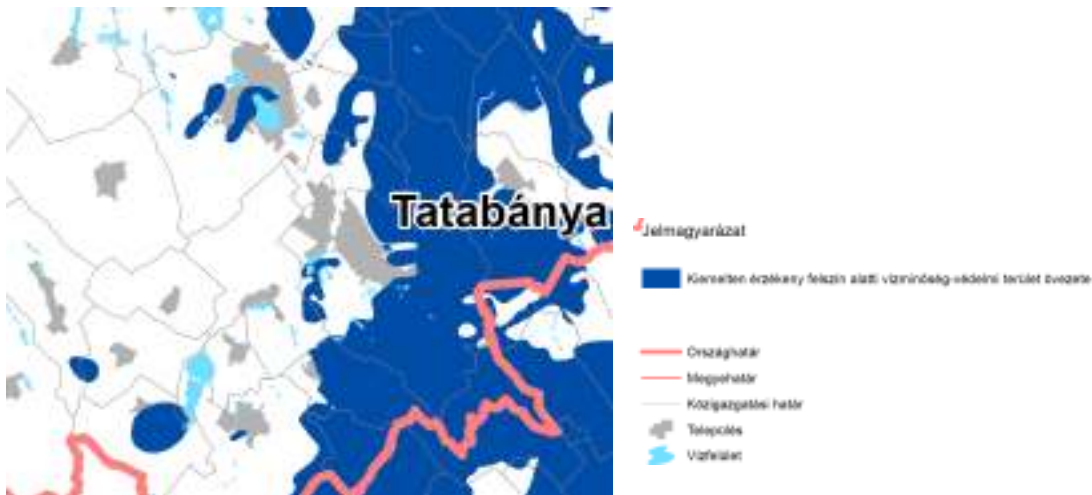 Tatabánya
Jelmagyarázat
Kiemelten érzékeny felszín alatti vízminőség-védelmi terület övezete
Országhatár
Megyehatár
Közigazgatási határ
Település
Vízfelület